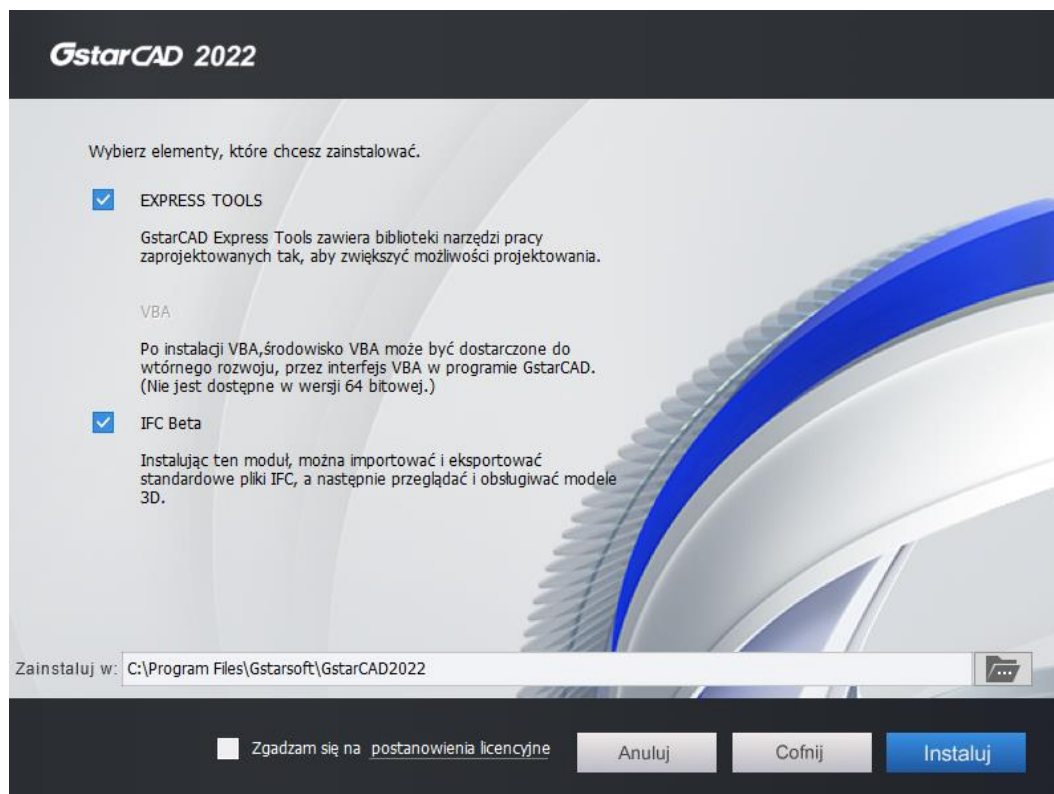 GstarCAD 2022
Wybierz elementy, które chcesz zainstalować.
EXPRESS TOOLS
GstarCAD Express Tools zawiera biblioteki narzędzi pracy
zaprojektowanych tak, aby zwiększyć możliwości projektowania.
VBA
Po instalacji VBA,środowisko VBA może być dostarczone do
wtórnego rozwoju, przez interfejs VBA w programie GstarCAD.
(Nie jest dostępne w wersji 64 bitowej.)
IFC Beta
Instalując ten moduł, można importować i eksportować
standardowe pliki IFC, a następnie przeglądać i obsługiwać modele
3D.
Zainstaluj w: C:\Program Files\Gstarsoft\GstarCAD2022
Zgadzam się na postanowienia licencyjne Anuluj Cofnij Instaluj